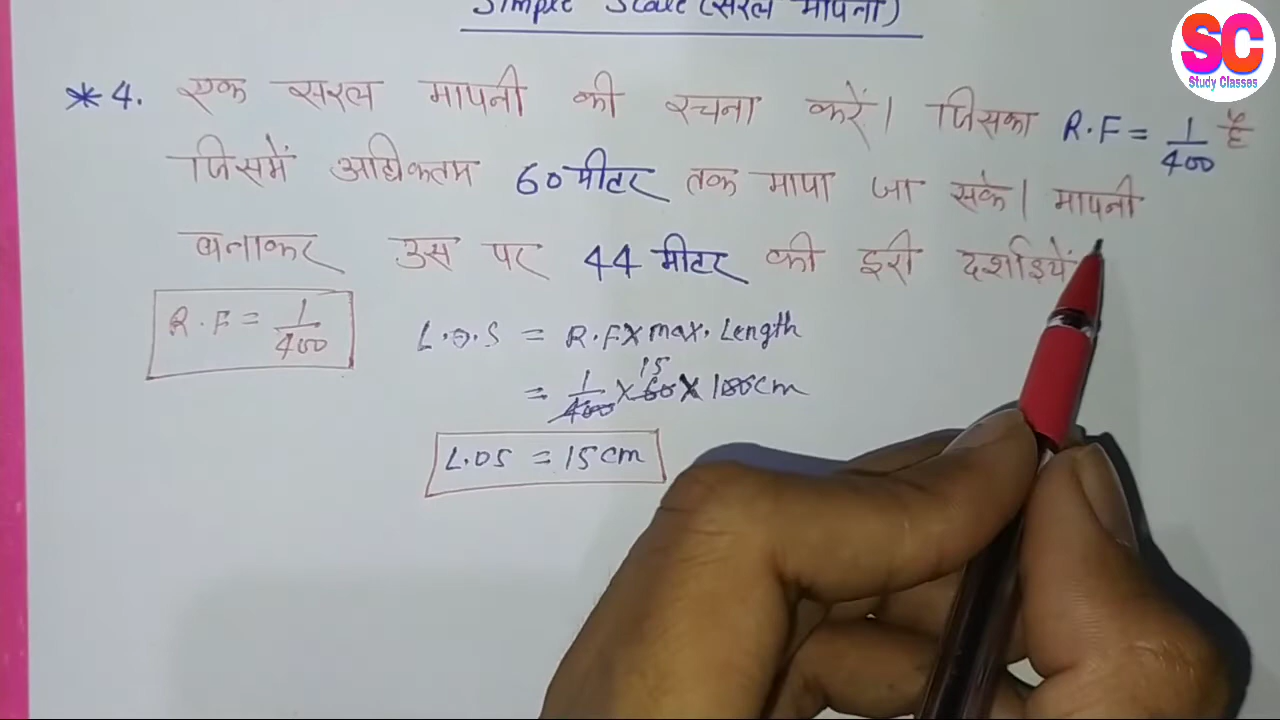 Simple Scale (सरल मापनी)
SC
Study Classes
*4. एक सरल मापनी की रचना करें। जिसका R.F = 1/400 है
जिसमें अधिकतम 60 मीटर तक मापा जा सके। मापनी
बनाकर उस पर 44 मीटर की दुरी दर्शाइयें
R.F = 1/400
L.O.S = R.F X max. Length
= 1/400 X 60 X 100cm
15
L.OS = 15cm